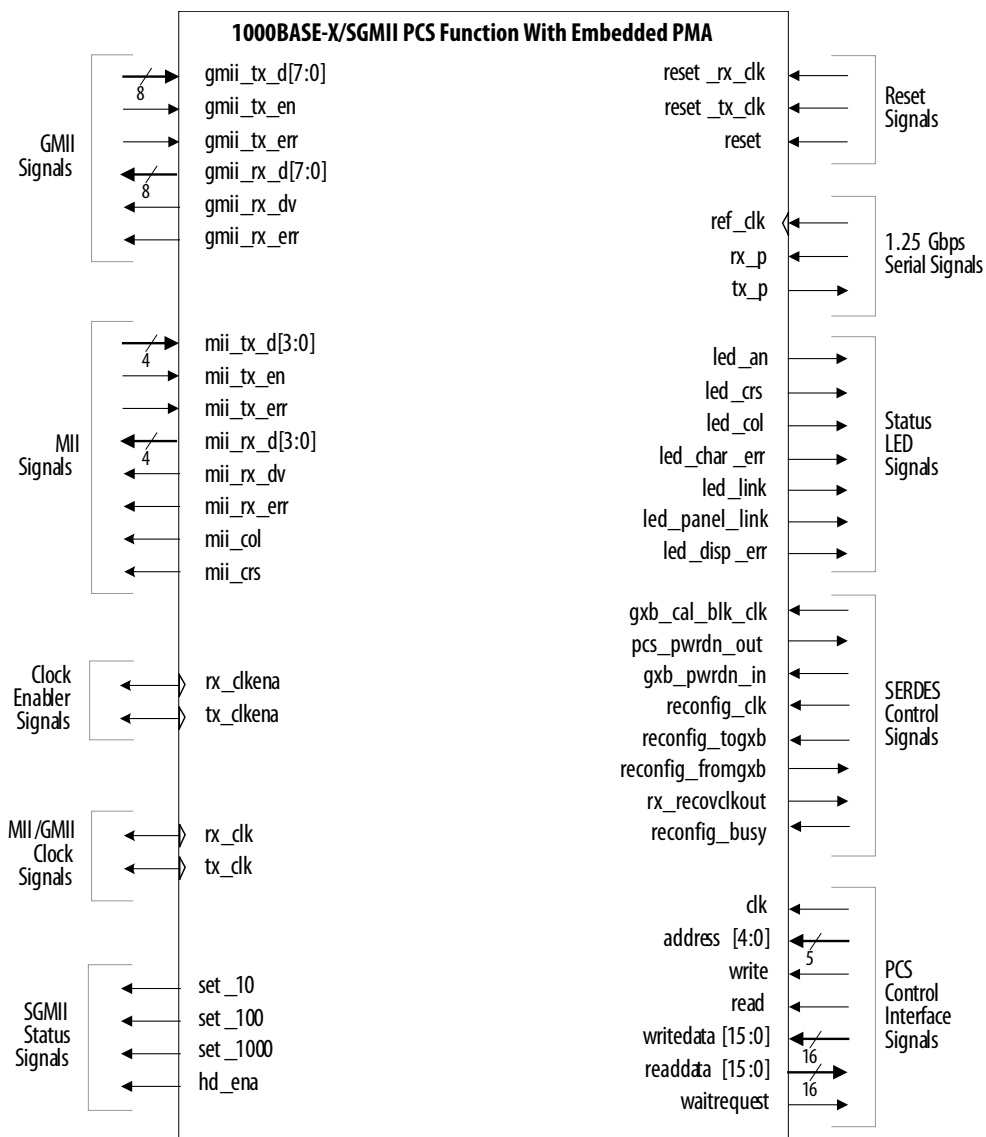 1000BASE-X/SGMII PCS Function With Embedded PMA
GMII
Signals
8
gmii_tx_d[7:0]
gmii_tx_en
gmii_tx_err
8
gmii_rx_d[7:0]
gmii_rx_dv
gmii_rx_err
MII
Signals
4
mii_tx_d[3:0]
mii_tx_en
mii_tx_err
4
mii_rx_d[3:0]
mii_rx_dv
mii_rx_err
mii_col
mii_crs
Clock
Enabler
Signals
rx_clkena
tx_clkena
MII/GMII
Clock
Signals
rx_clk
tx_clk
SGMII
Status
Signals
set_10
set_100
set_1000
hd_ena
reset_rx_clk
reset_tx_clk
reset
Reset
Signals
ref_clk
rx_p
tx_p
1.25 Gbps
Serial Signals
led_an
led_crs
led_col
led_char_err
led_link
led_panel_link
led_disp_err
Status
LED
Signals
gxb_cal_blk_clk
pcs_pwrdn_out
gxb_pwrdn_in
reconfig_clk
reconfig_togxb
reconfig_fromgxb
rx_recovclkout
reconfig_busy
SERDES
Control
Signals
clk
address [4:0]
5
write
read
writedata [15:0]
16
readdata [15:0]
16
waitrequest
PCS
Control
Interface
Signals